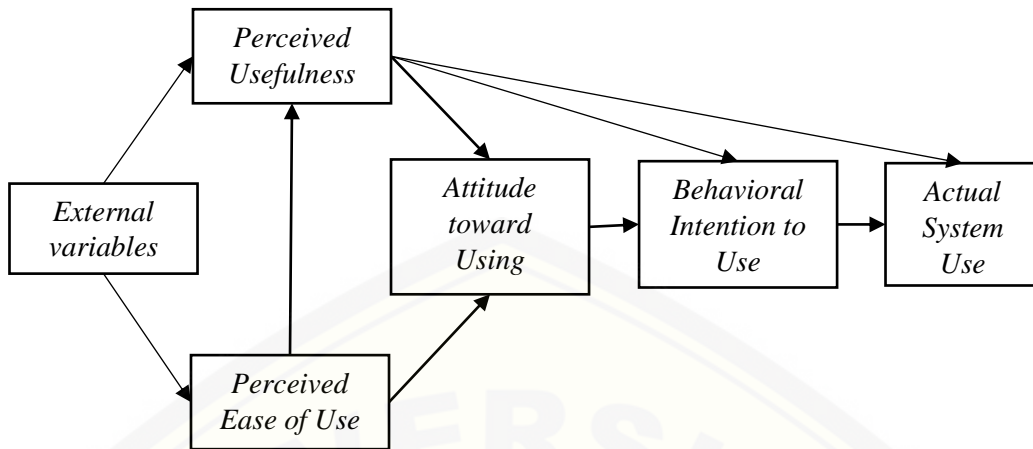 Perceived
Usefulness
External
variables
Attitude
toward
Using
Behavioral
Intention to
Use
Actual
System
Use
Perceived
Ease of Use